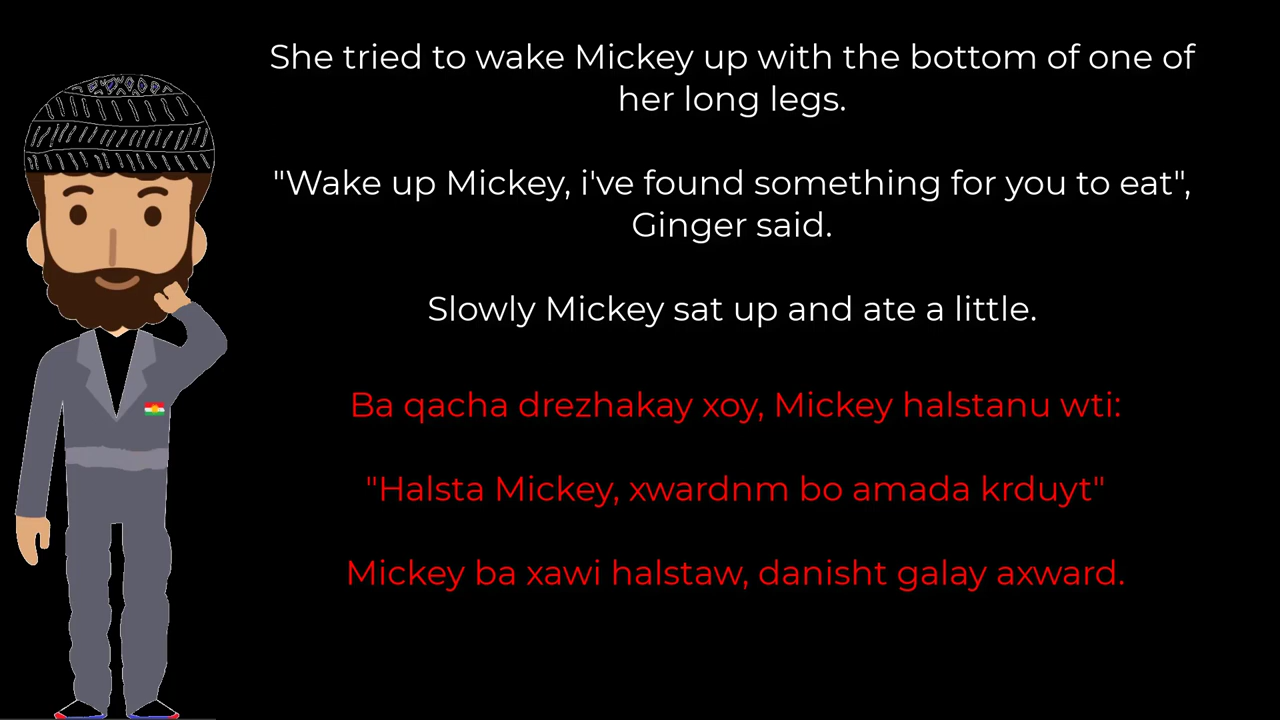 She tried to wake Mickey up with the bottom of one of
her long legs.
"Wake up Mickey, i've found something for you to eat",
Ginger said.
Slowly Mickey sat up and ate a little.
Ba qacha drezhakay xoy, Mickey halstanu wti:
"Halsta Mickey, xwardnm bo amada krduyt"
Mickey ba xawi halstaw, danisht galay axward.